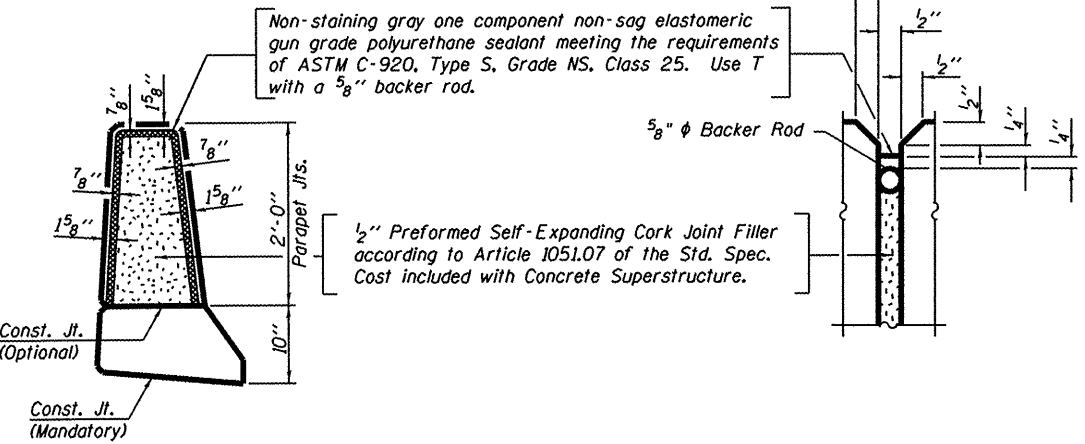 Non-staining gray one component non-sag elastomeric
gun grade polyurethane sealant meeting the requirements
of ASTM C-920, Type S, Grade NS, Class 25. Use T
with a 5/8" backer rod.
7/8"
1 5/8"
7/8"
7/8"
1 5/8"
1 5/8"
2'-0"
Parapet Jts.
10"
Const. Jt.
(Optional)
Const. Jt.
(Mandatory)
1/2" Preformed Self-Expanding Cork Joint Filler
according to Article 1051.07 of the Std. Spec.
Cost included with Concrete Superstructure.
5/8" ϕ Backer Rod
1/2"
1/2"
1/2"
1/4"
1/4"